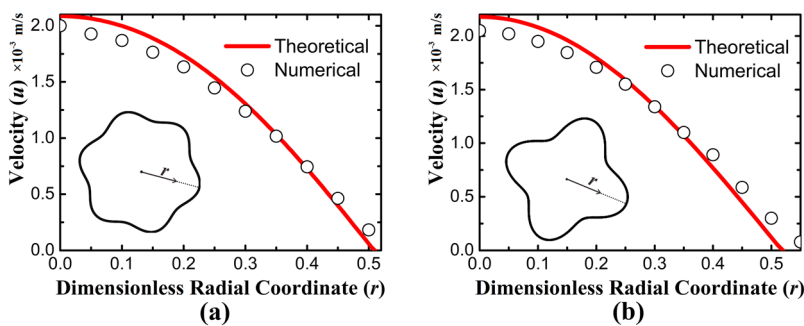 Velocity (u) ×10⁻³ m/s
2.0
1.5
1.0
0.5
0.0
Theoretical
Numerical
r
0.0 0.1 0.2 0.3 0.4 0.5
Dimensionless Radial Coordinate (r)
(a)
Velocity (u) ×10⁻³ m/s
2.0
1.5
1.0
0.5
0.0
Theoretical
Numerical
r
0.0 0.1 0.2 0.3 0.4 0.5
Dimensionless Radial Coordinate (r)
(b)